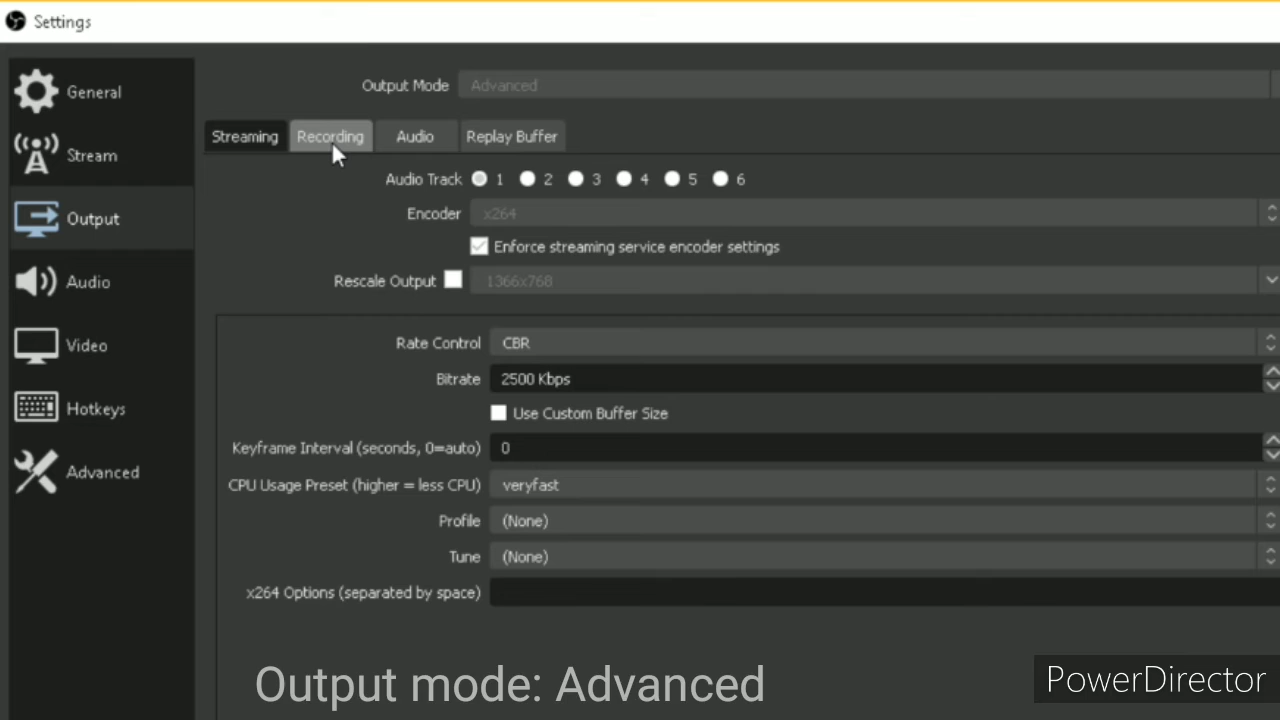 Settings
General
Stream
Output
Audio
Video
Hotkeys
Advanced
Output Mode Advanced
Streaming Recording Audio Replay Buffer
Audio Track 1 2 3 4 5 6
Encoder x264
Enforce streaming service encoder settings
Rescale Output 1366x768
Rate Control CBR
Bitrate 2500 Kbps
Use Custom Buffer Size
Keyframe Interval (seconds, 0=auto) 0
CPU Usage Preset (higher = less CPU) veryfast
Profile (None)
Tune (None)
x264 Options (separated by space)
Output mode: Advanced
PowerDirector